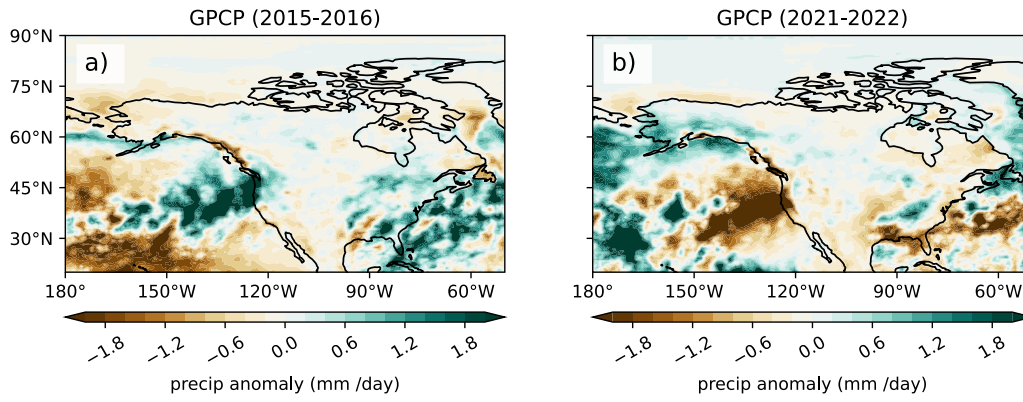 GPCP (2015-2016)
GPCP (2021-2022)
90°N
75°N
60°N
45°N
30°N
a)
b)
180° 150°W 120°W 90°W 60°W
180° 150°W 120°W 90°W 60°W
−1.8 −1.2 −0.6 0.0 0.6 1.2 1.8
−1.8 −1.2 −0.6 0.0 0.6 1.2 1.8
precip anomaly (mm /day)
precip anomaly (mm /day)